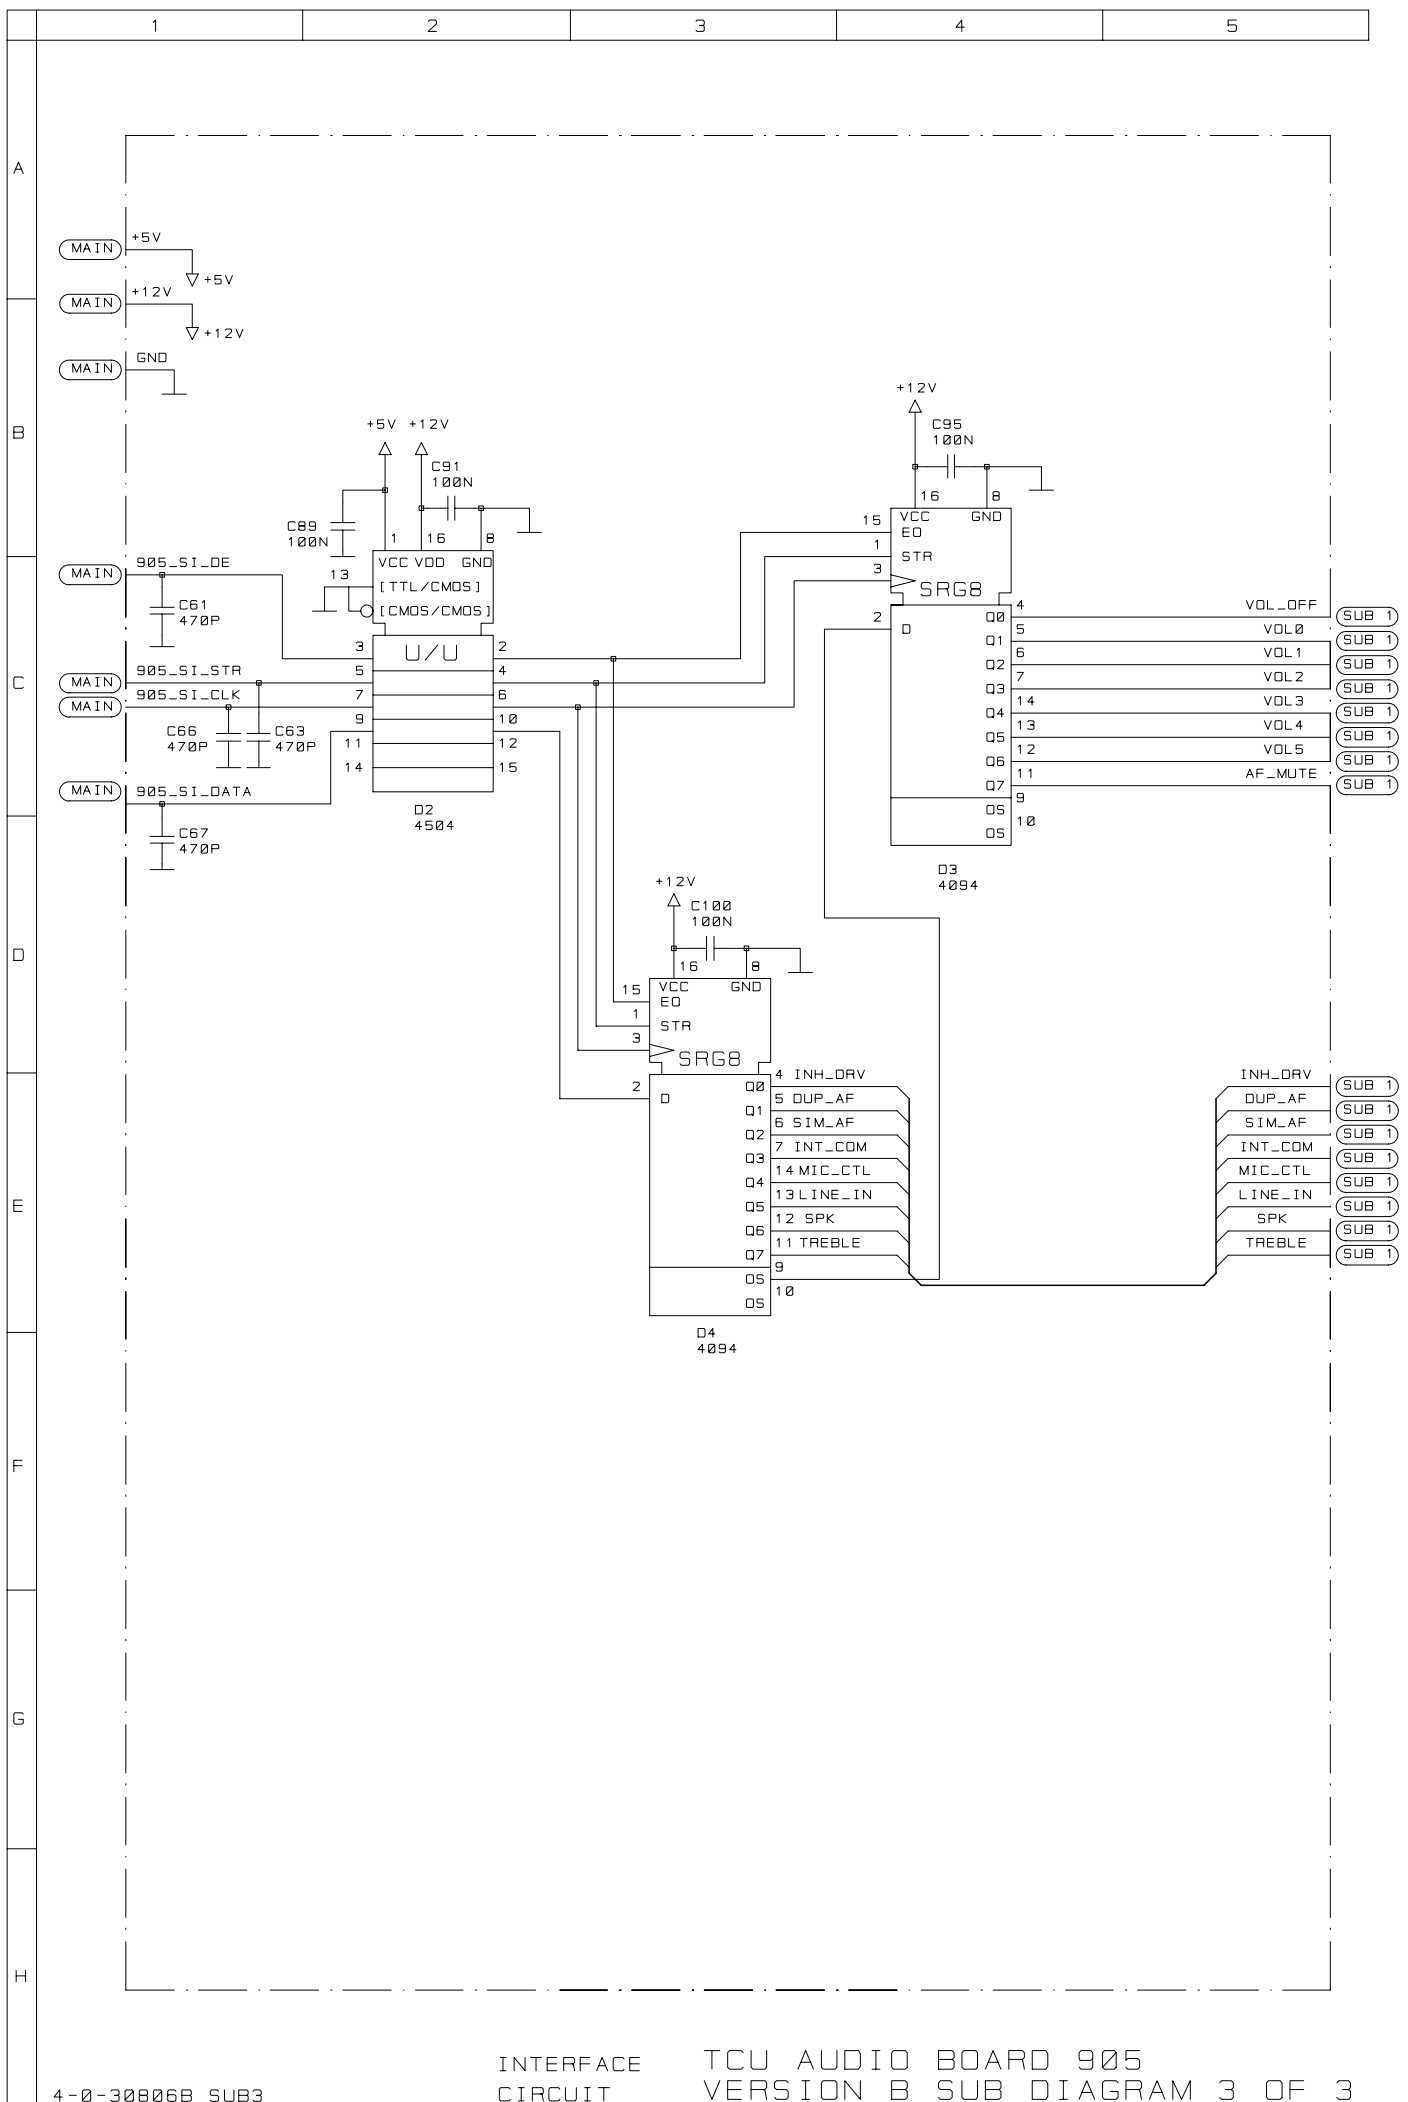 1 2 3 4 5
A
MAIN +5V
+5V
MAIN +12V
+12V
MAIN GND
B
+5V +12V
C91
100N
C89
100N
1 16 8
VCC VDD GND
13 [TTL/CMOS]
[CMOS/CMOS]
+12V
C95
100N
16 8
VCC GND
15 EO
1 STR
3 SRG8
2 D
Q0 4 VOL_OFF SUB 1
Q1 5 VOL0 SUB 1
Q2 6 VOL1 SUB 1
Q3 7 VOL2 SUB 1
Q4 14 VOL3 SUB 1
Q5 13 VOL4 SUB 1
Q6 12 VOL5 SUB 1
Q7 11 AF_MUTE SUB 1
OS 9
OS 10
D3
4094
C
MAIN 905_SI_DE
C61
470P
MAIN 905_SI_STR
MAIN 905_SI_CLK
C66
470P
C63
470P
MAIN 905_SI_DATA
C67
470P
U/U
3 2
5 4
7 6
9 10
11 12
14 15
D2
4504
D
+12V
C100
100N
16 8
VCC GND
15 EO
1 STR
3 SRG8
2 D
E
Q0 4 INH_DRV INH_DRV SUB 1
Q1 5 DUP_AF DUP_AF SUB 1
Q2 6 SIM_AF SIM_AF SUB 1
Q3 7 INT_COM INT_COM SUB 1
Q4 14 MIC_CTL MIC_CTL SUB 1
Q5 13 LINE_IN LINE_IN SUB 1
Q6 12 SPK SPK SUB 1
Q7 11 TREBLE TREBLE SUB 1
OS 9
OS 10
D4
4094
F
G
H
4-0-30806B SUB3
INTERFACE
CIRCUIT
TCU AUDIO BOARD 905
VERSION B SUB DIAGRAM 3 OF 3